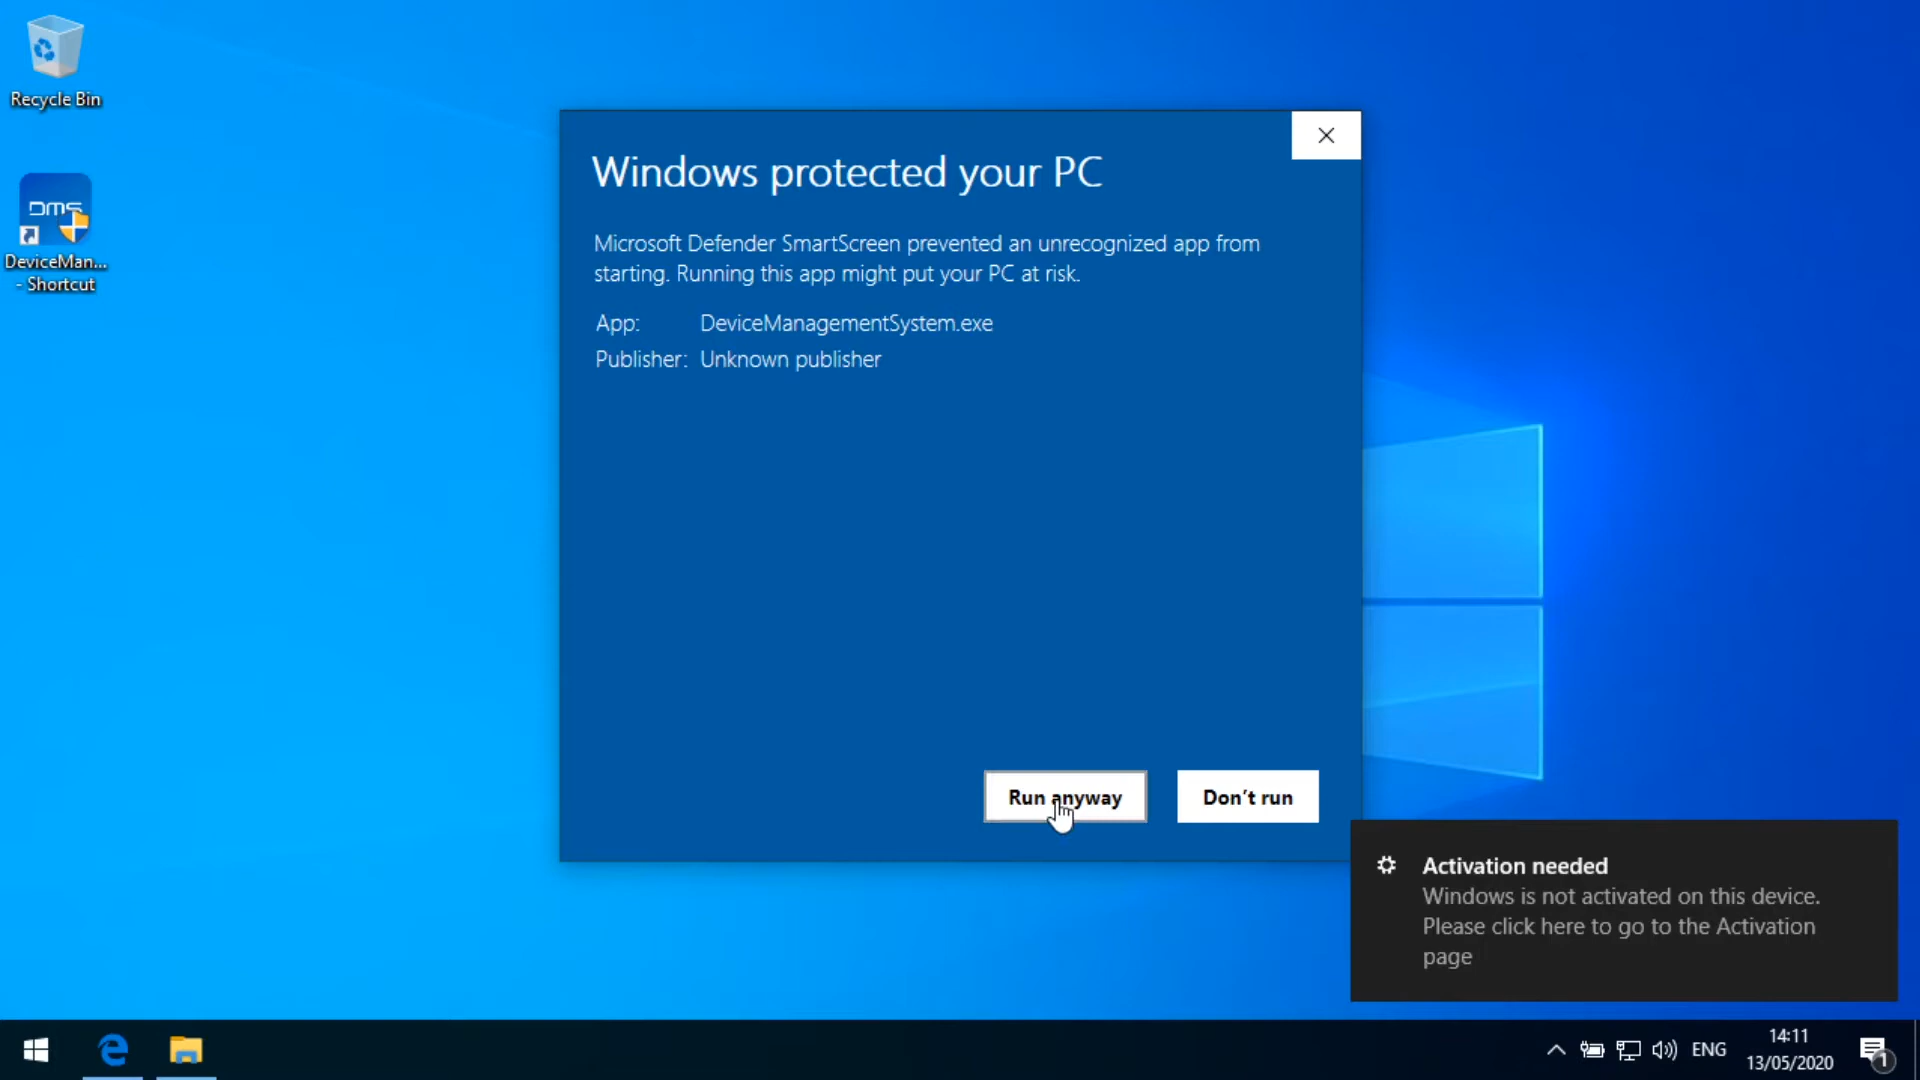 Recycle Bin
DMS
DeviceMan...
- Shortcut
Windows protected your PC
Microsoft Defender SmartScreen prevented an unrecognized app from
starting. Running this app might put your PC at risk.
App: DeviceManagementSystem.exe
Publisher: Unknown publisher
Run anyway
Don't run
Activation needed
Windows is not activated on this device.
Please click here to go to the Activation
page
ENG
14:11
13/05/2020
1